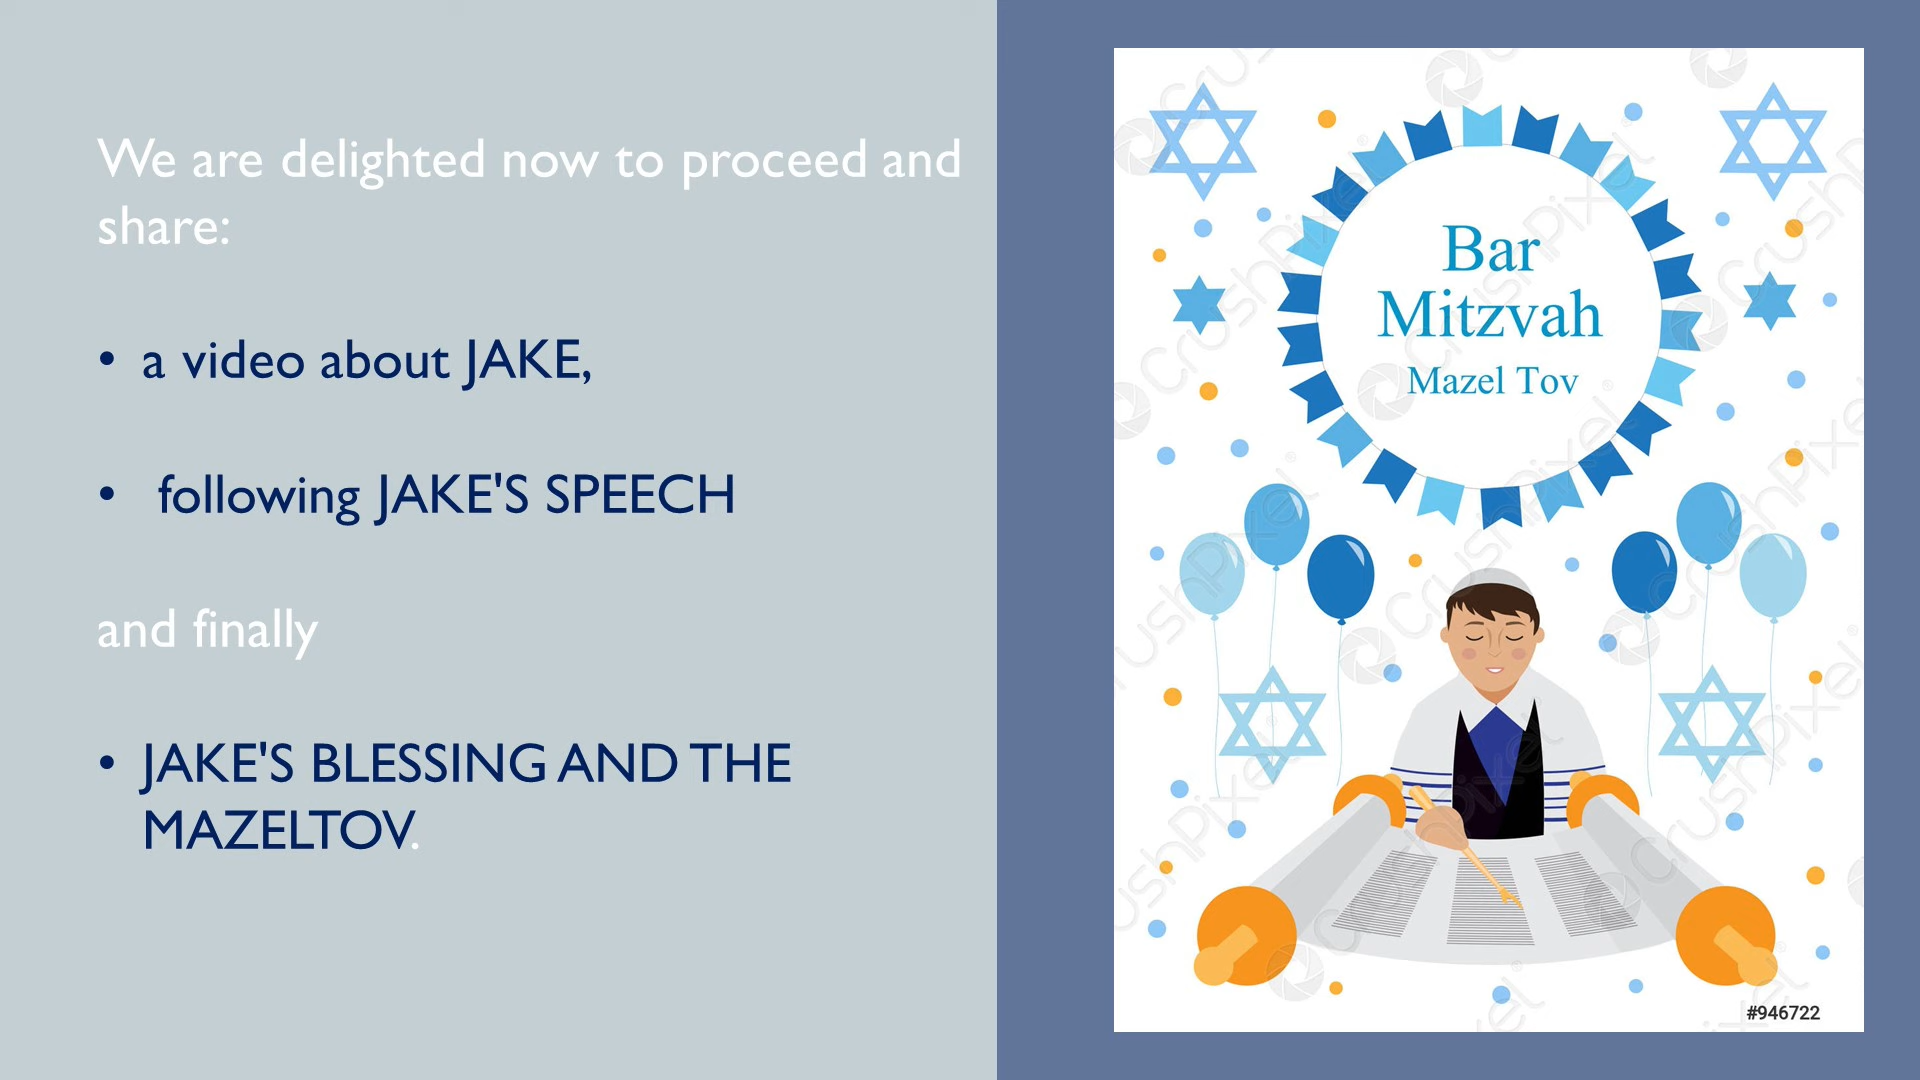 We are delighted now to proceed and
share:
• a video about JAKE,
• following JAKE'S SPEECH
and finally
• JAKE'S BLESSING AND THE
MAZELTOV.
Bar
Mitzvah
Mazel Tov
CrushPixel
#946722